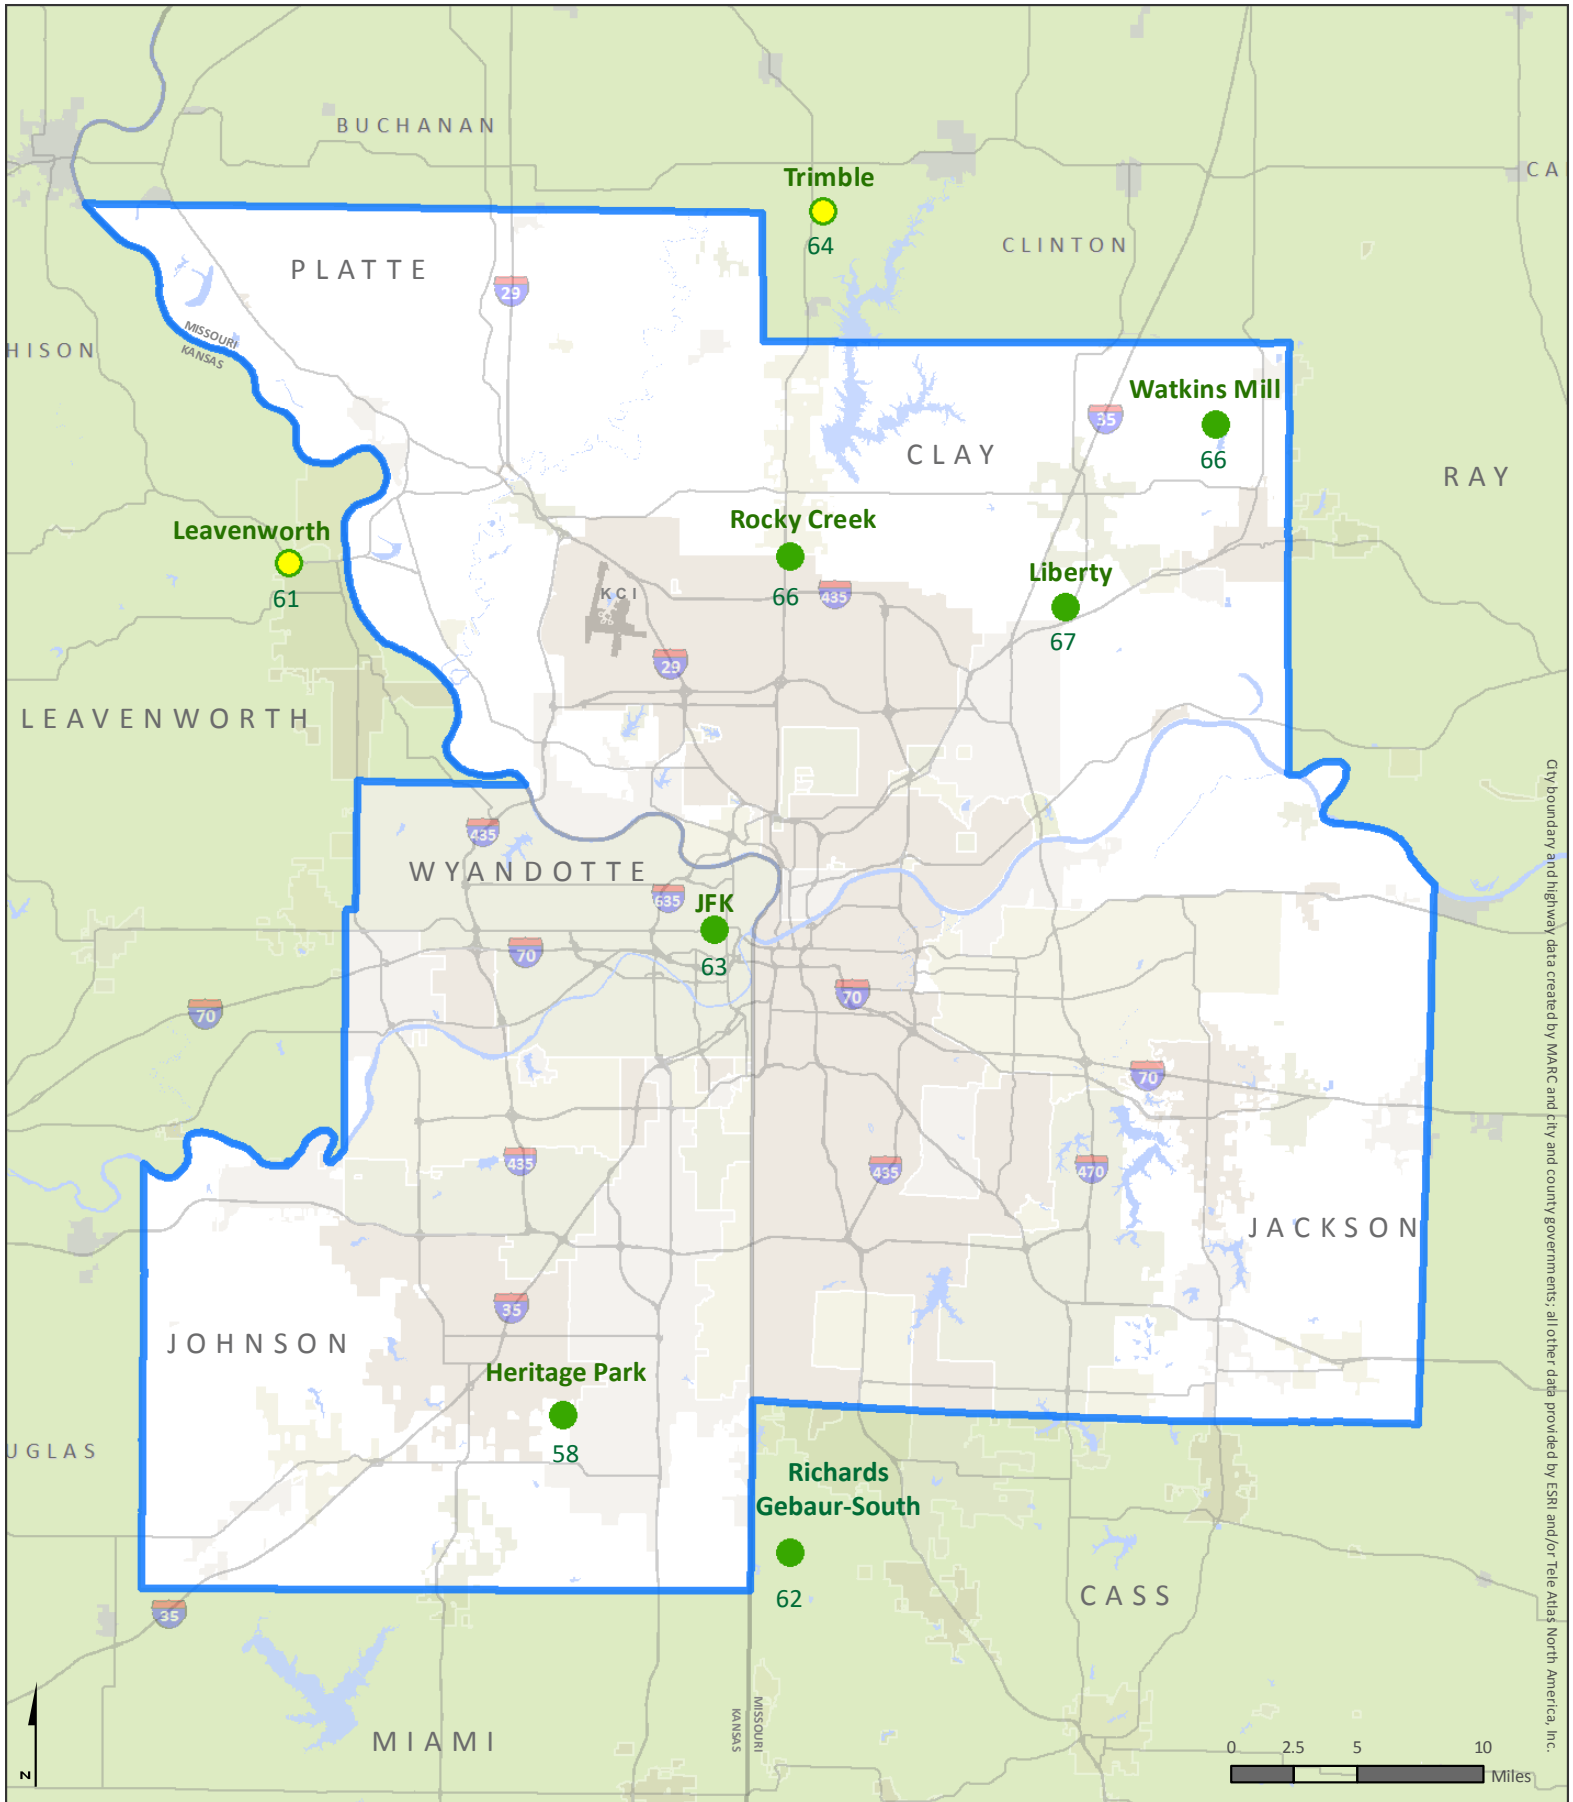 BUCHANAN
CA
Trimble
64
CLINTON
PLATTE
29
MISSOURI
KANSAS
HISON
Watkins Mill
35
66
CLAY
RAY
Rocky Creek
66
435
Leavenworth
61
KCI
Liberty
67
29
LEAVENWORTH
435
WYANDOTTE
635
JFK
63
70
70
70
70
435
435
470
JACKSON
35
JOHNSON
Heritage Park
58
UGLAS
Richards
Gebaur-South
62
CASS
35
MIAMI
KANSAS
MISSOURI
N
0 2.5 5 10
Miles
City boundary and highway data created by MARC and city and county governments; all other data provided by ESRI and/or Tele Atlas North America, Inc.